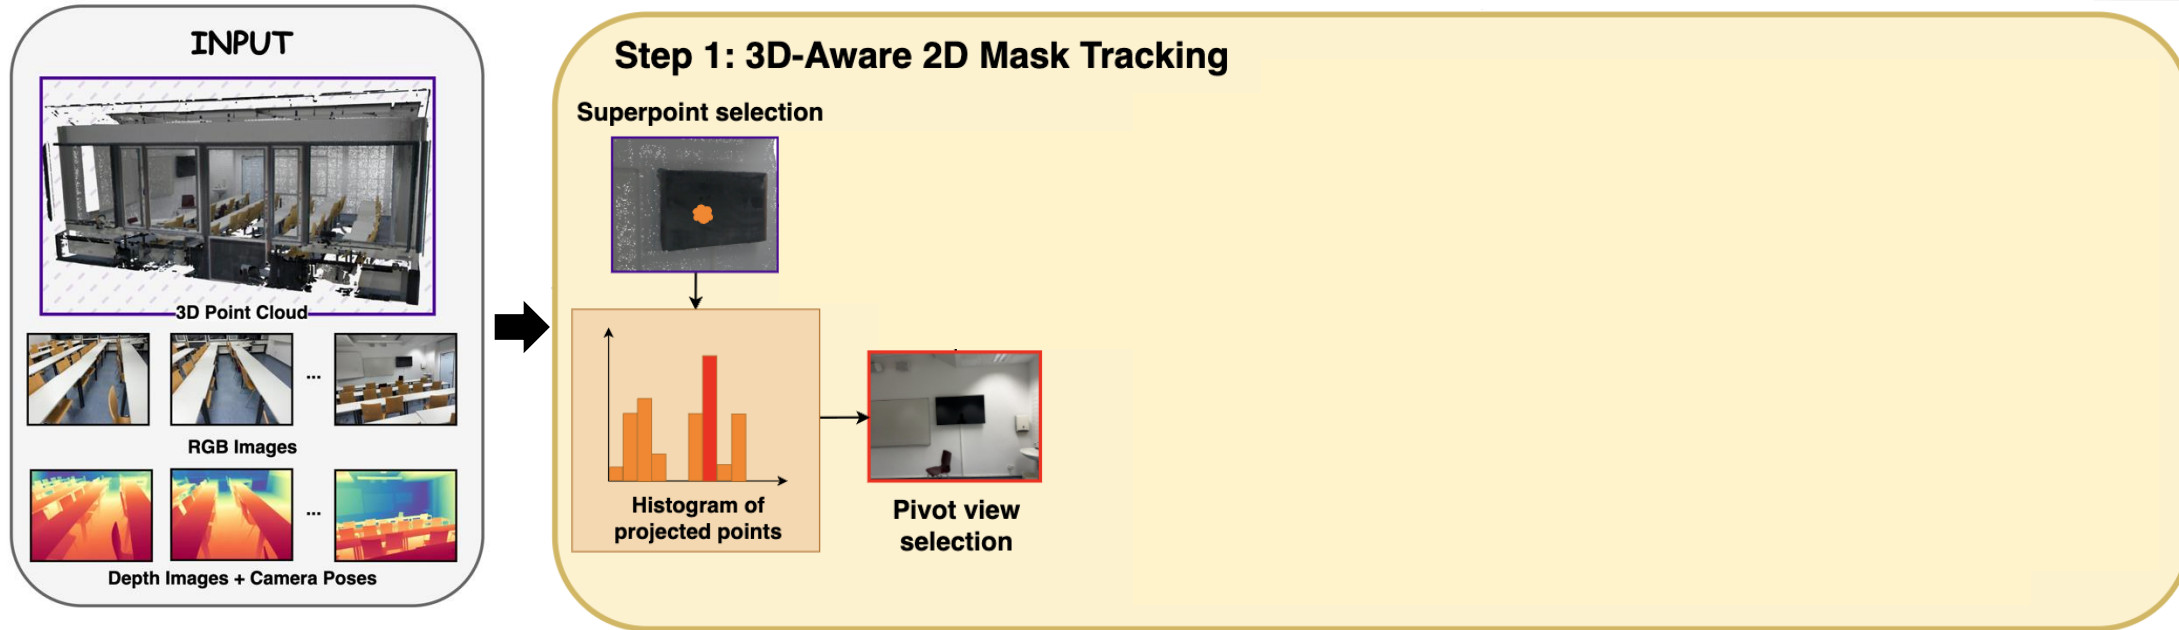 INPUT
3D Point Cloud
...
RGB Images
...
Depth Images + Camera Poses
Step 1: 3D-Aware 2D Mask Tracking
Superpoint selection
Histogram of
projected points
Pivot view
selection